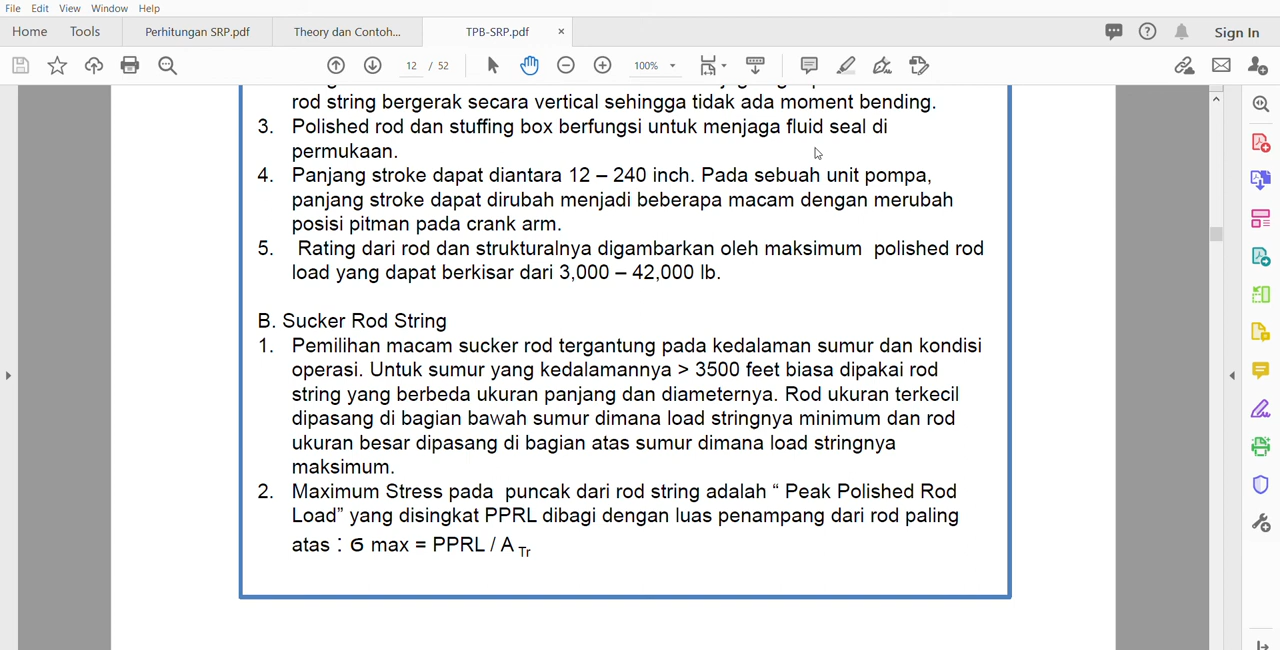 File Edit View Window Help
Home Tools Perhitungan SRP.pdf Theory dan Contoh... TPB-SRP.pdf × Sign In
12 / 52 100%
rod string bergerak secara vertical sehingga tidak ada moment bending.
3. Polished rod dan stuffing box berfungsi untuk menjaga fluid seal di
permukaan.
4. Panjang stroke dapat diantara 12 – 240 inch. Pada sebuah unit pompa,
panjang stroke dapat dirubah menjadi beberapa macam dengan merubah
posisi pitman pada crank arm.
5. Rating dari rod dan strukturalnya digambarkan oleh maksimum polished rod
load yang dapat berkisar dari 3,000 – 42,000 lb.
B. Sucker Rod String
1. Pemilihan macam sucker rod tergantung pada kedalaman sumur dan kondisi
operasi. Untuk sumur yang kedalamannya > 3500 feet biasa dipakai rod
string yang berbeda ukuran panjang dan diameternya. Rod ukuran terkecil
dipasang di bagian bawah sumur dimana load stringnya minimum dan rod
ukuran besar dipasang di bagian atas sumur dimana load stringnya
maksimum.
2. Maximum Stress pada puncak dari rod string adalah “ Peak Polished Rod
Load” yang disingkat PPRL dibagi dengan luas penampang dari rod paling
atas : σ max = PPRL / A Tr